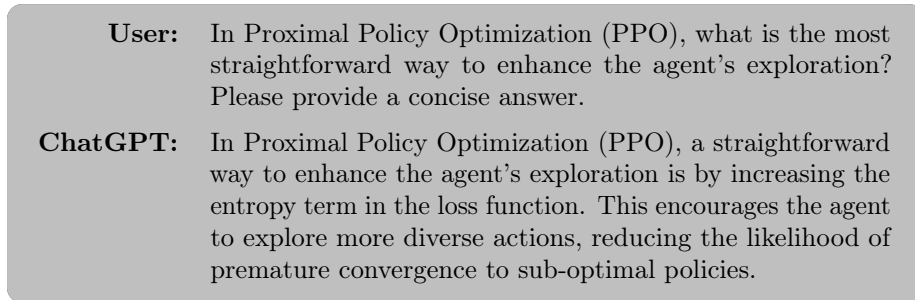 User: In Proximal Policy Optimization (PPO), what is the most
straightforward way to enhance the agent's exploration?
Please provide a concise answer.
ChatGPT: In Proximal Policy Optimization (PPO), a straightforward
way to enhance the agent's exploration is by increasing the
entropy term in the loss function. This encourages the agent
to explore more diverse actions, reducing the likelihood of
premature convergence to sub-optimal policies.